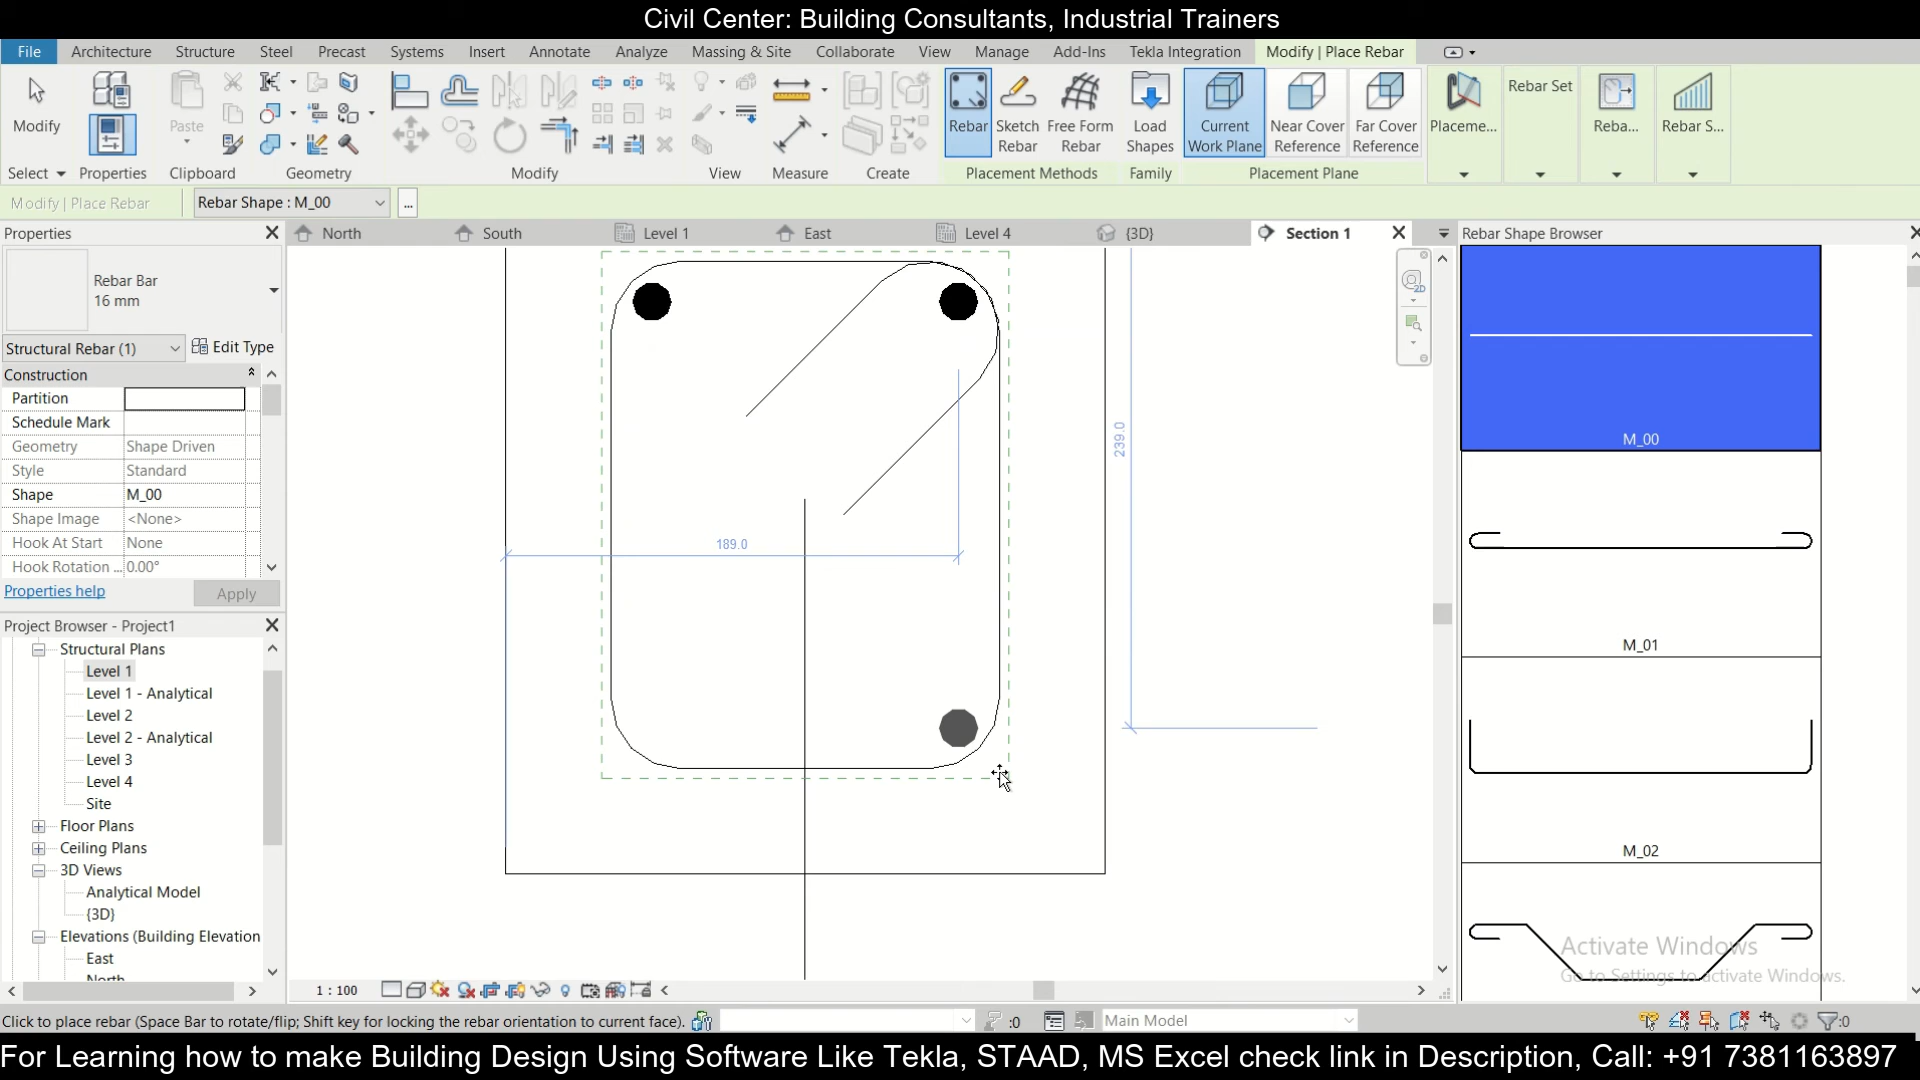 Civil Center: Building Consultants, Industrial Trainers
File Architecture Structure Steel Precast Systems Insert Annotate Analyze Massing & Site Collaborate View Manage Add-Ins Tekla Integration Modify | Place Rebar
Modify Paste Rebar Sketch Rebar Free Form Rebar Load Shapes Current Work Plane Near Cover Reference Far Cover Reference Placeme... Rebar Set Reba... Rebar S...
Select Properties Clipboard Geometry Modify View Measure Create Placement Methods Family Placement Plane
Modify | Place Rebar Rebar Shape : M_00 ...
Properties North South Level 1 East Level 4 {3D} Section 1 Rebar Shape Browser
Rebar Bar
16 mm
Structural Rebar (1) Edit Type
Construction
Partition
Schedule Mark
Geometry Shape Driven
Style Standard
Shape M_00
Shape Image <None>
Hook At Start None
Hook Rotation ... 0.00°
Properties help Apply
Project Browser - Project1
Structural Plans
Level 1
Level 1 - Analytical
Level 2
Level 2 - Analytical
Level 3
Level 4
Site
Floor Plans
Ceiling Plans
3D Views
Analytical Model
{3D}
Elevations (Building Elevation
East
North
2D
239.0
189.0
M_00
M_01
M_02
Activate Windows
Go to Settings to activate Windows.
1 : 100
Click to place rebar (Space Bar to rotate/flip; Shift key for locking the rebar orientation to current face). :0 Main Model :0
For Learning how to make Building Design Using Software Like Tekla, STAAD, MS Excel check link in Description, Call: +91 7381163897